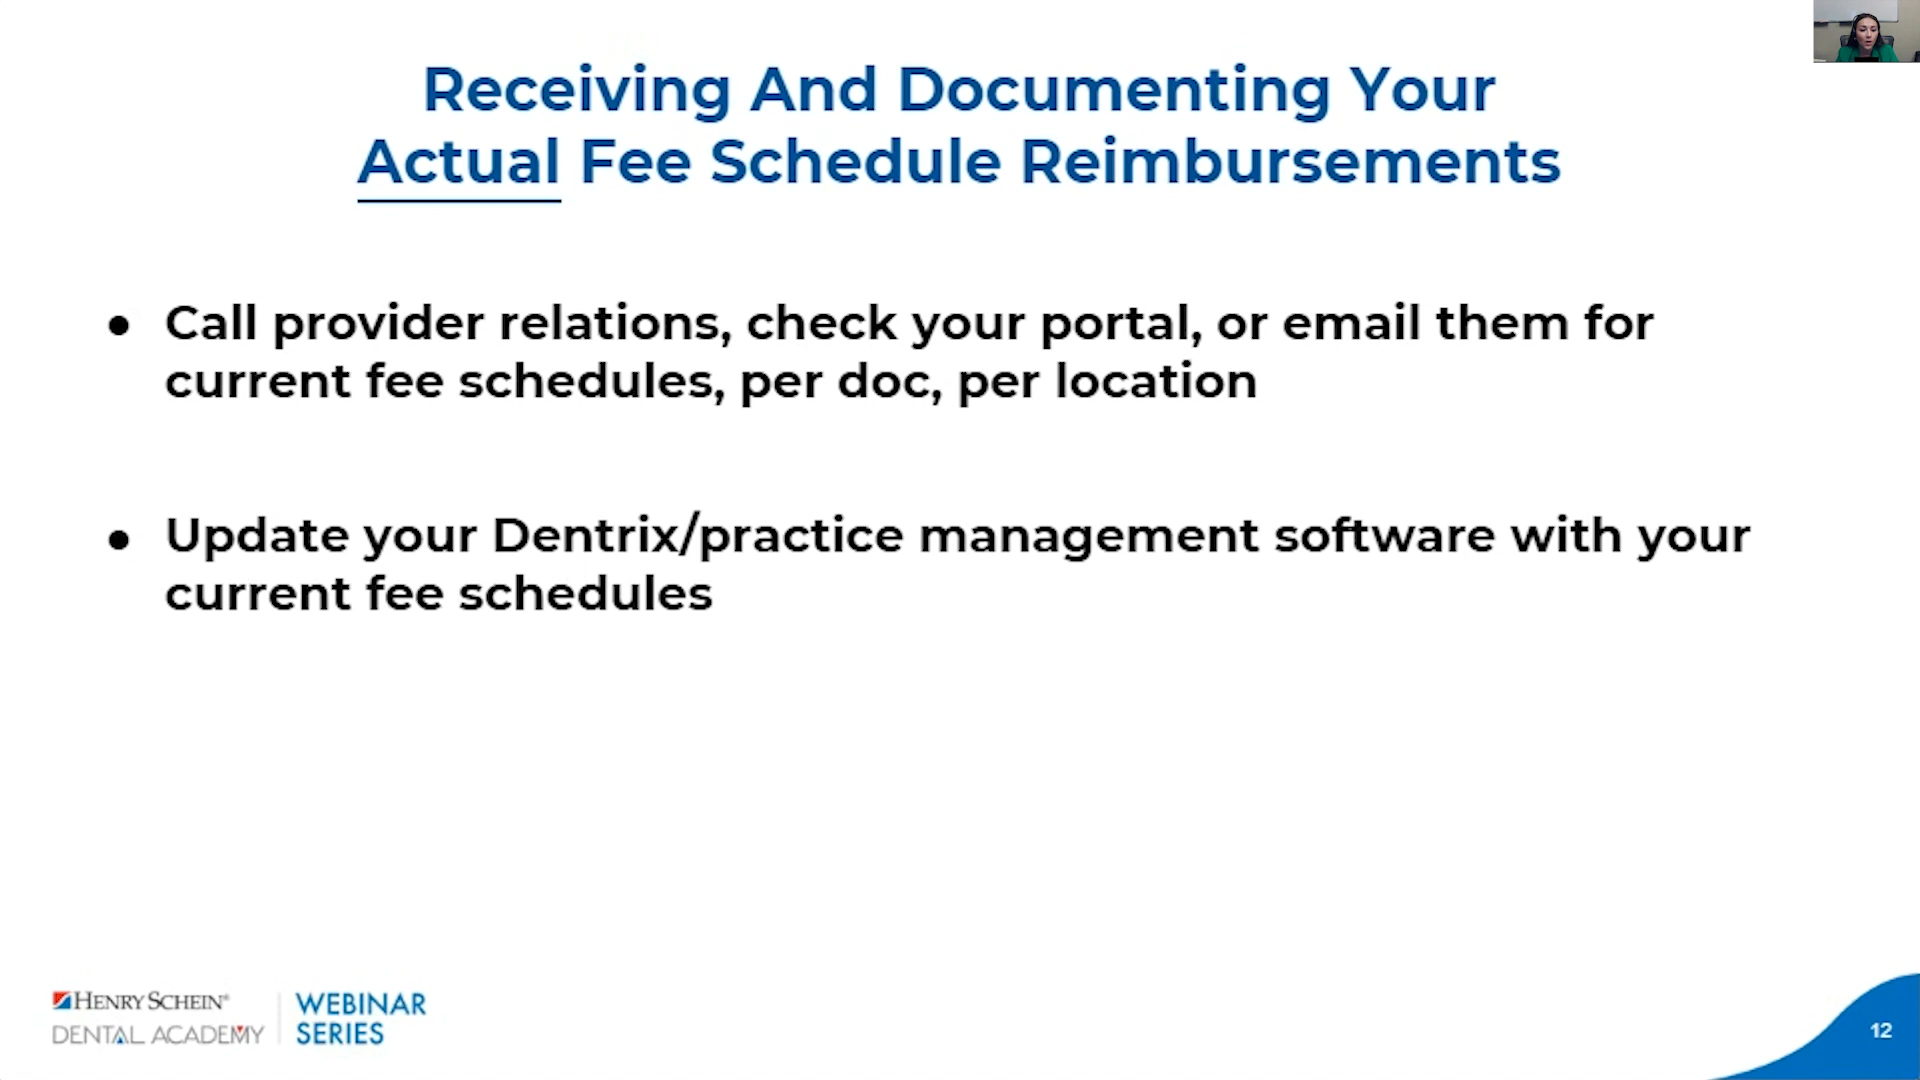 Receiving And Documenting Your
Actual Fee Schedule Reimbursements
● Call provider relations, check your portal, or email them for
current fee schedules, per doc, per location
● Update your Dentrix/practice management software with your
current fee schedules
HENRY SCHEIN®
DENTAL ACADEMY
WEBINAR
SERIES
12